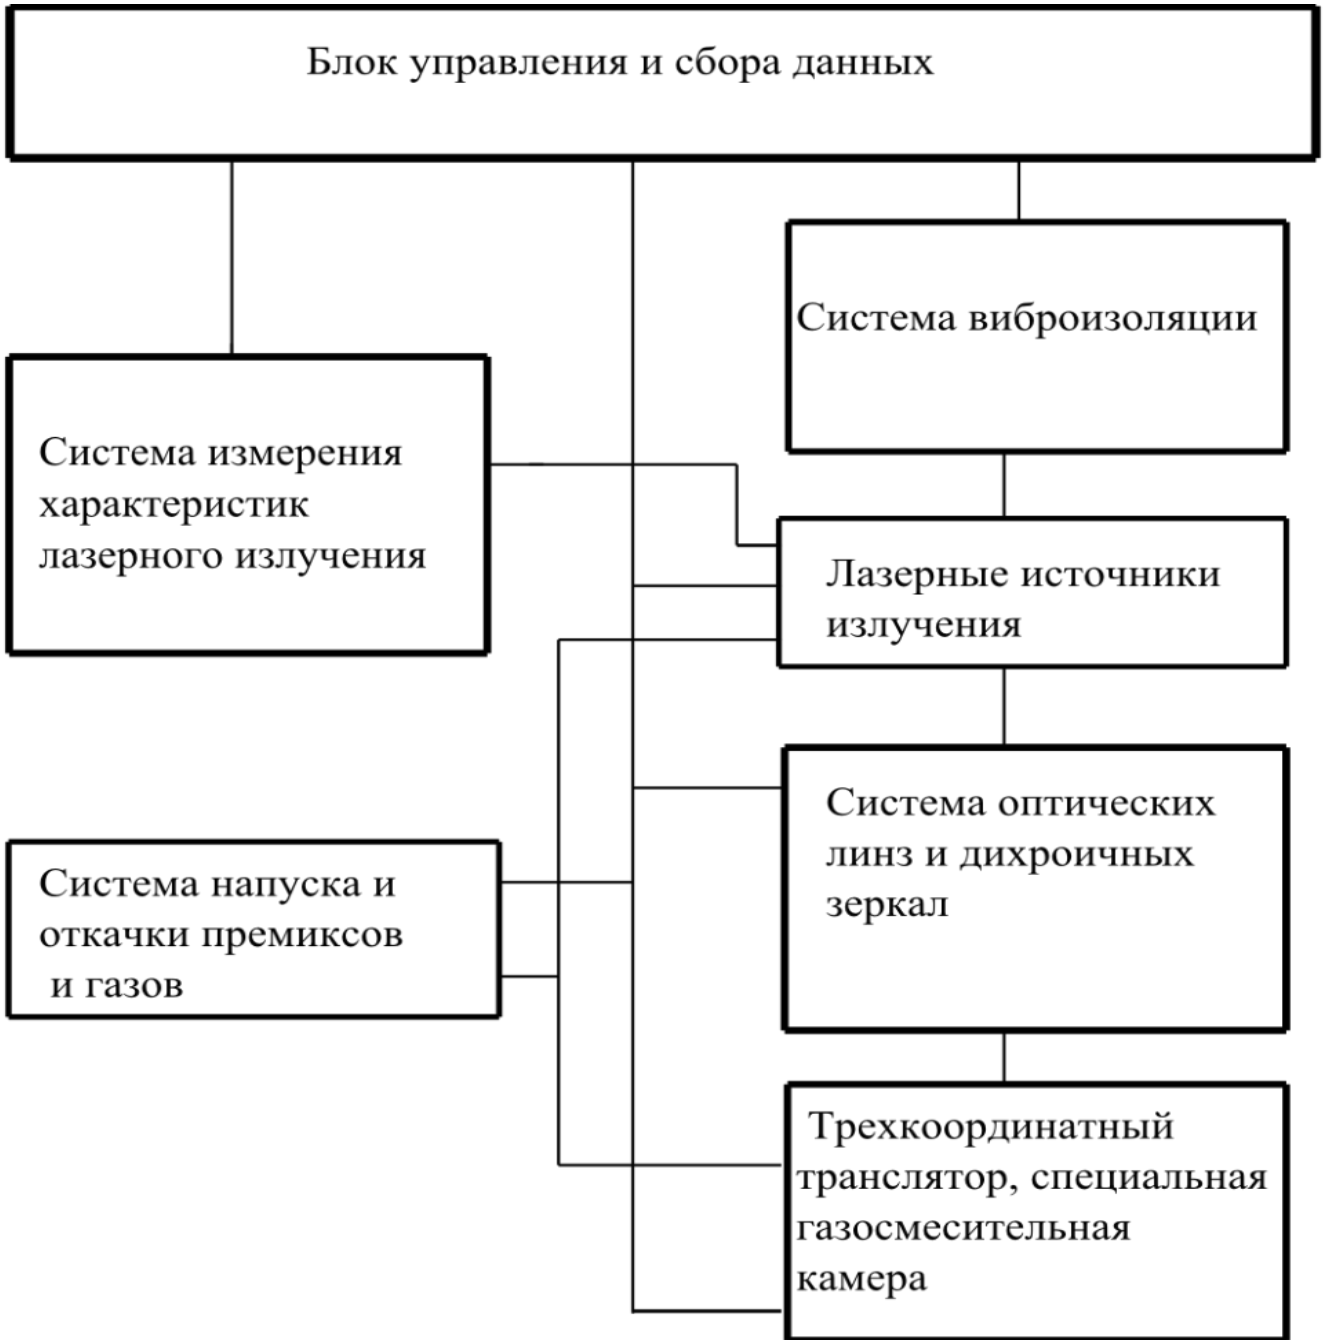 Блок управления и сбора данных
Система виброизоляции
Система измерения
характеристик
лазерного излучения
Лазерные источники
излучения
Система оптических
линз и дихроичных
зеркал
Система напуска и
откачки премиксов
и газов
Трехкоординатный
транслятор, специальная
газосмесительная
камера